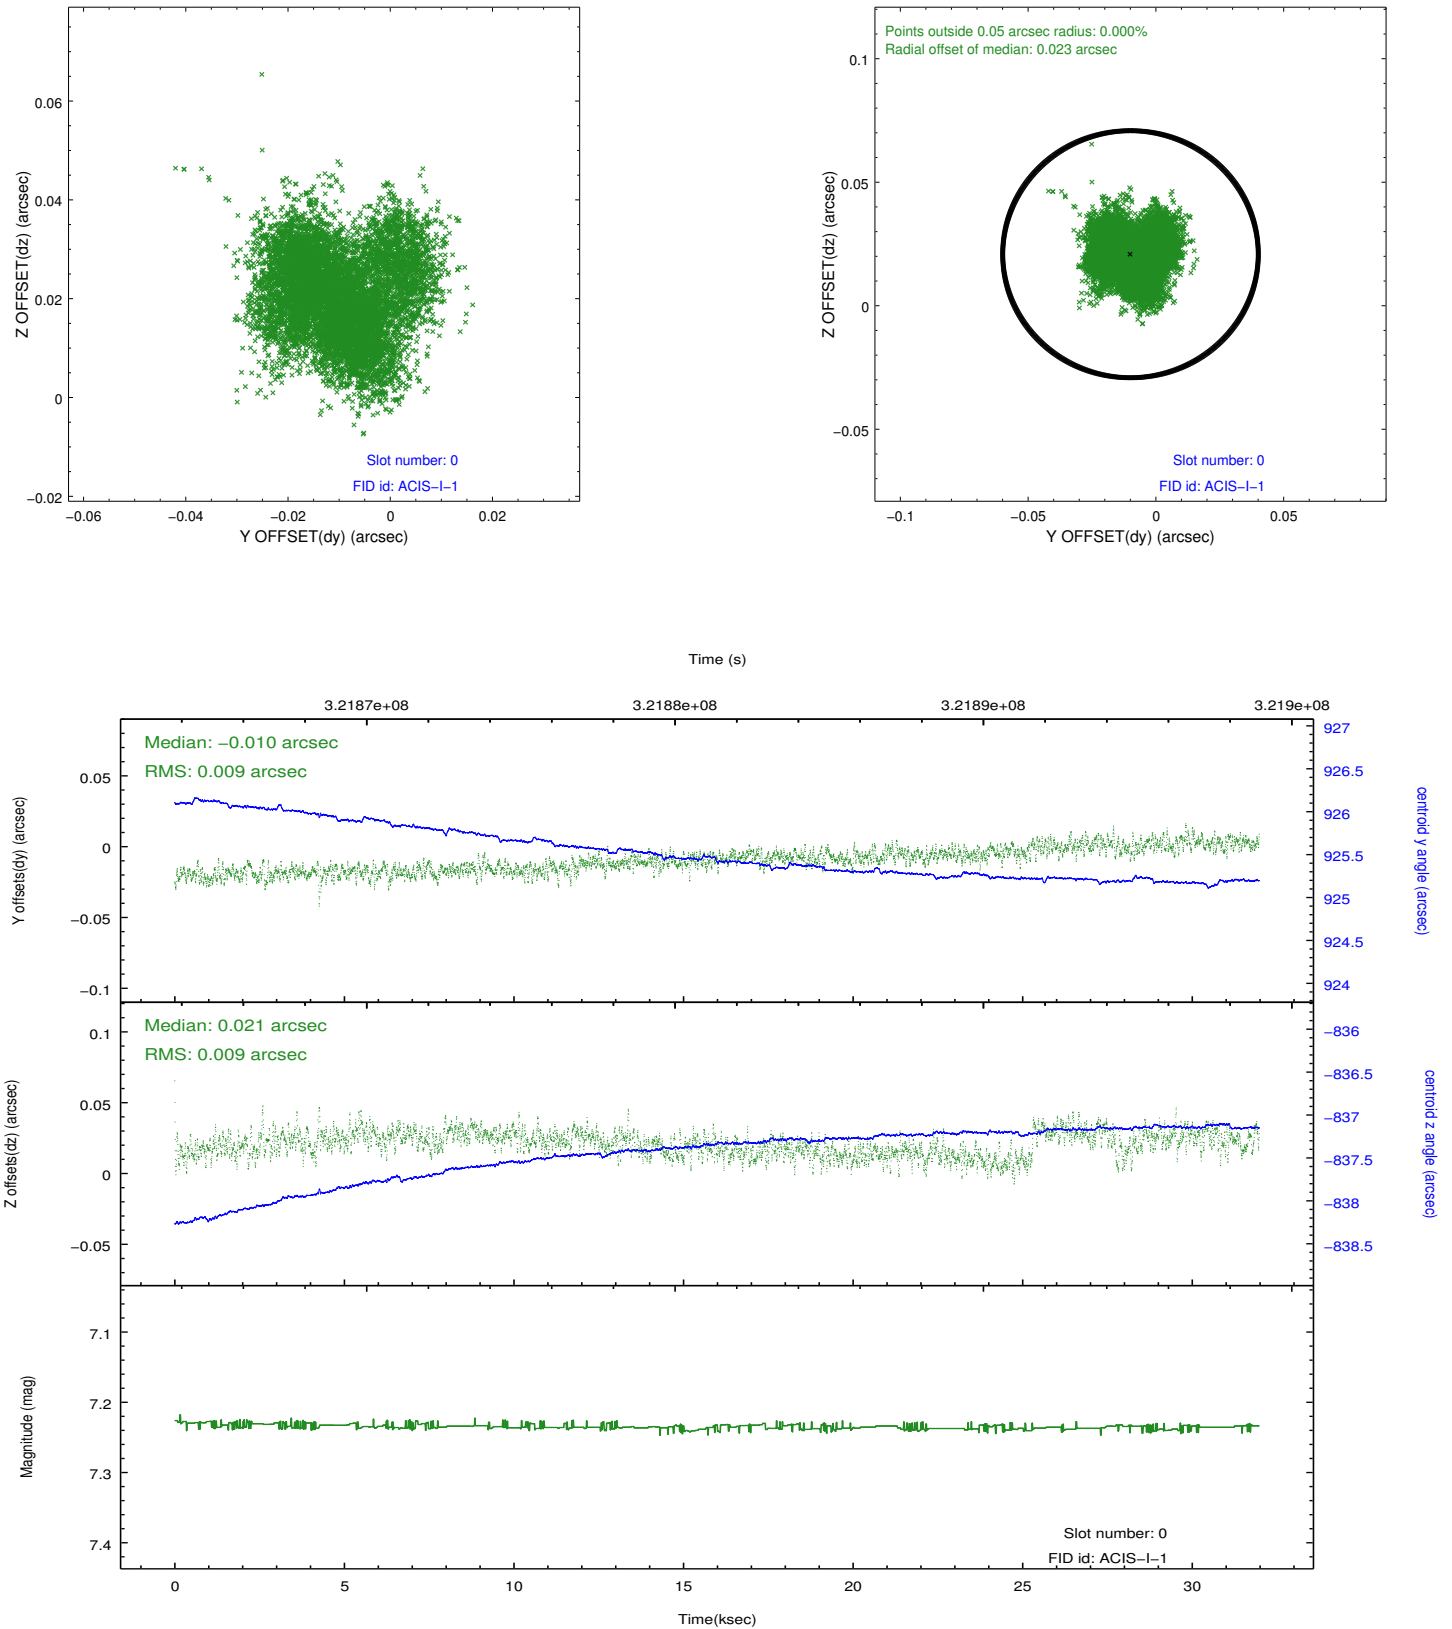 0.06
0.04
0.02
0
−0.02
−0.06
−0.04
−0.02
0
0.02
Z OFFSET(dz) (arcsec)
Y OFFSET(dy) (arcsec)
Slot number: 0
FID id: ACIS−I−1
Points outside 0.05 arcsec radius: 0.000%
Radial offset of median: 0.023 arcsec
0.1
0.05
0
−0.05
−0.1
−0.05
0
0.05
Z OFFSET(dz) (arcsec)
Y OFFSET(dy) (arcsec)
Slot number: 0
FID id: ACIS−I−1
Time (s)
3.2187e+08
3.2188e+08
3.2189e+08
3.219e+08
Median: −0.010 arcsec
RMS: 0.009 arcsec
0.05
0
−0.05
−0.1
Y offsets(dy) (arcsec)
927
926.5
926
925.5
925
924.5
924
centroid y angle (arcsec)
Median: 0.021 arcsec
RMS: 0.009 arcsec
0.1
0.05
0
−0.05
Z offsets(dz) (arcsec)
−836
−836.5
−837
−837.5
−838
−838.5
centroid z angle (arcsec)
7.1
7.2
7.3
7.4
Magnitude (mag)
Slot number: 0
FID id: ACIS−I−1
0
5
10
15
20
25
30
Time(ksec)